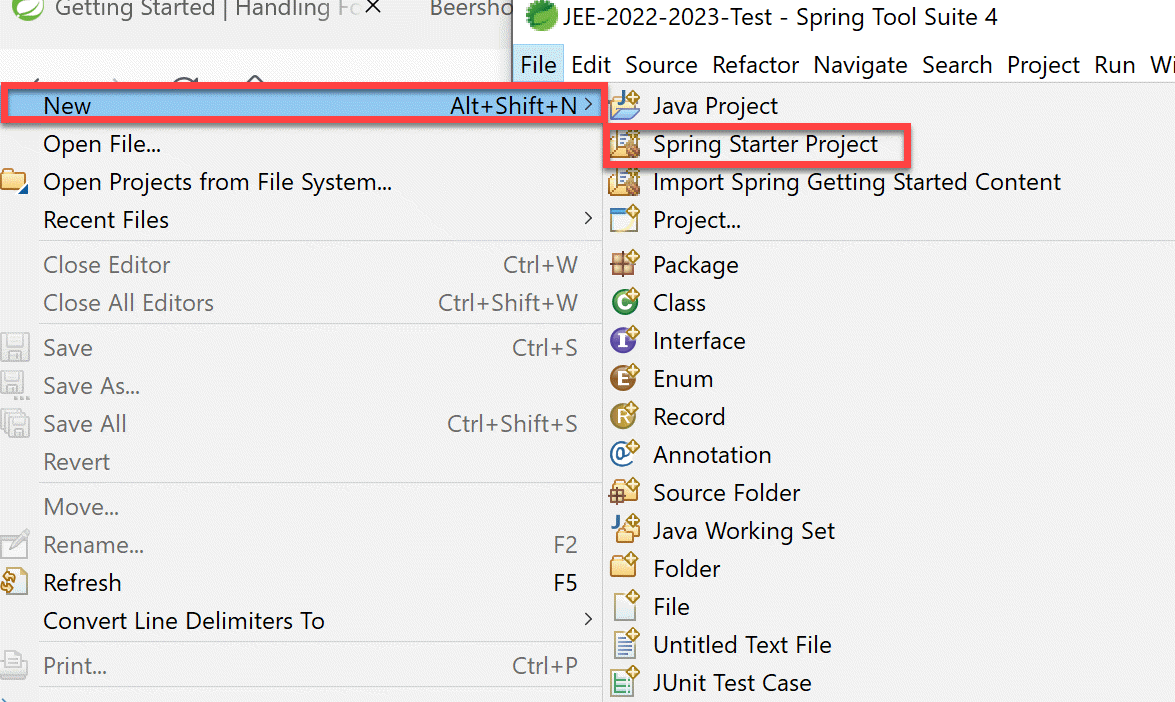 Getting Started | Handling Fo
Beersho
JEE-2022-2023-Test - Spring Tool Suite 4
File Edit Source Refactor Navigate Search Project Run
New Alt+Shift+N
Open File...
Open Projects from File System...
Recent Files
Close Editor Ctrl+W
Close All Editors Ctrl+Shift+W
Save Ctrl+S
Save As...
Save All Ctrl+Shift+S
Revert
Move...
Rename... F2
Refresh F5
Convert Line Delimiters To
Print... Ctrl+P
Java Project
Spring Starter Project
Import Spring Getting Started Content
Project...
Package
Class
Interface
Enum
Record
Annotation
Source Folder
Java Working Set
Folder
File
Untitled Text File
JUnit Test Case